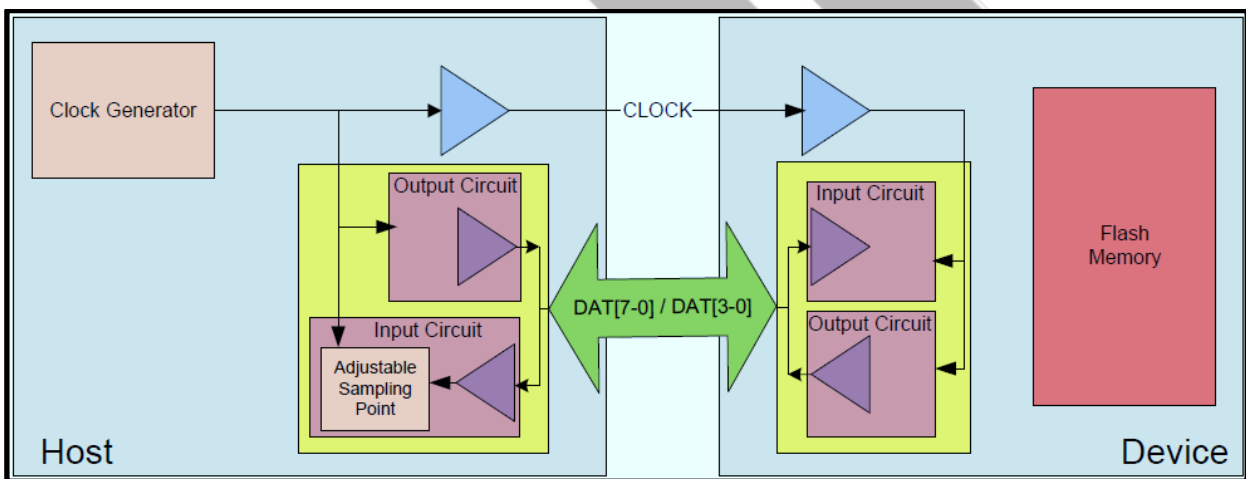 Clock Generator
CLOCK
Output Circuit
Input Circuit
Adjustable
Sampling
Point
DAT[7-0] / DAT[3-0]
Input Circuit
Output Circuit
Flash
Memory
Host
Device